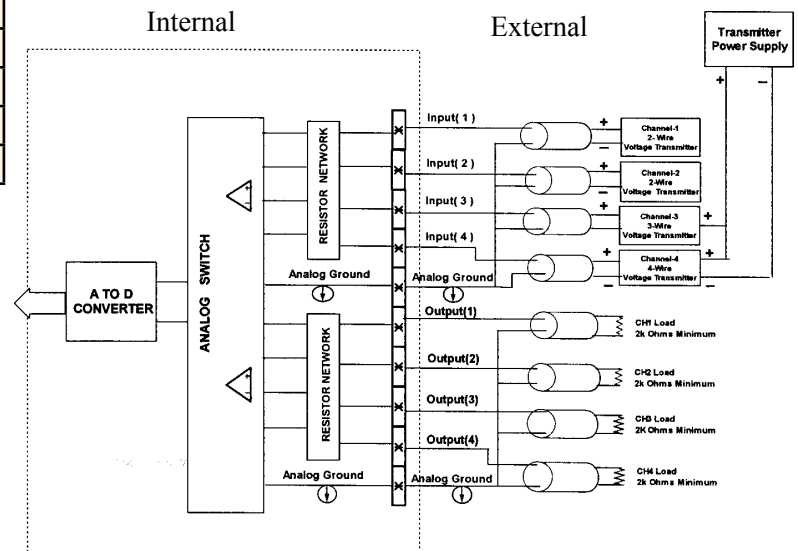 Internal
External
Transmitter
Power Supply
+
−
Input( 1 )
Input( 2 )
Input( 3 )
Input( 4 )
Analog Ground
Analog Ground
+
−
Channel-1
2- Wire
Voltage Transmitter
+
−
Channel-2
2-Wire
Voltage Transmitter
+
Channel-3
3-Wire
Voltage Transmitter
+
+
−
Channel-4
4-Wire
Voltage Transmitter
+
−
RESISTOR NETWORK
ANALOG SWITCH
A TO D
CONVERTER
RESISTOR NETWORK
Output(1)
Output(2)
Output(3)
Output(4)
Analog Ground
Analog Ground
CH1 Load
2k Ohms Minimum
CH2 Load
2k Ohms Minimum
CH3 Load
2K Ohms Minimum
CH4 Load
2k Ohms Minimum